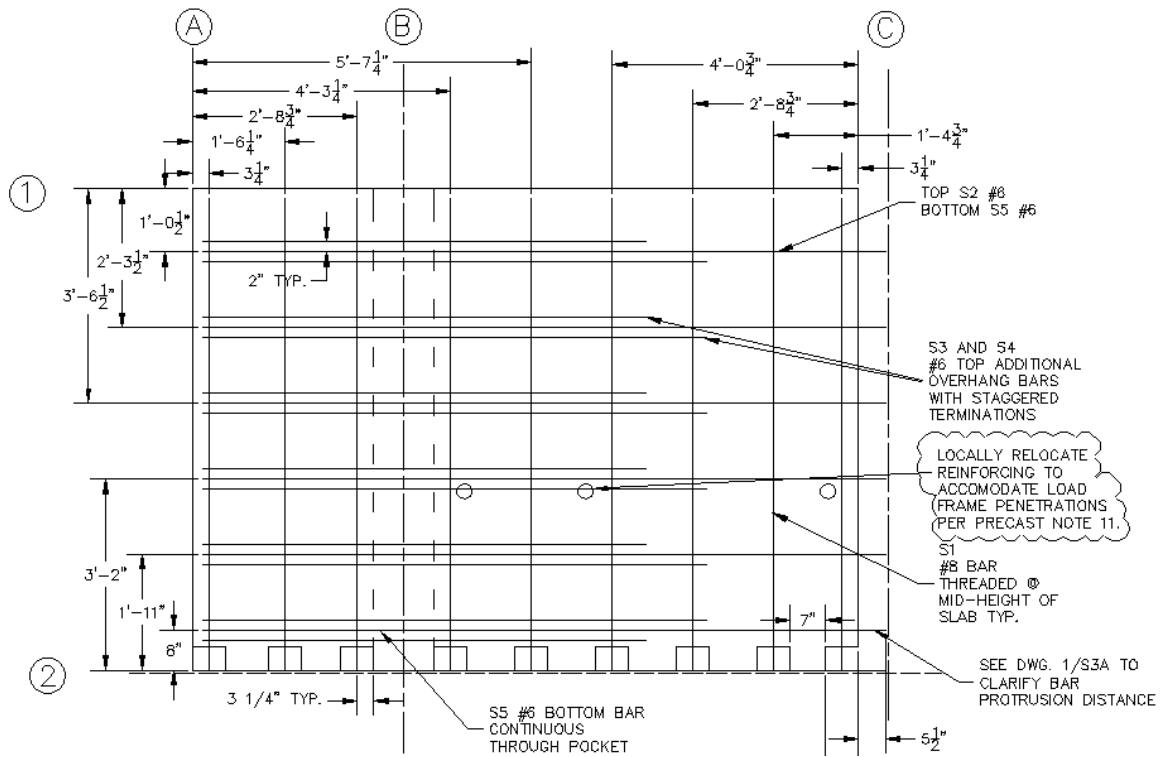 A
B
C
5'-7 1/4"
4'-0 3/4"
4'-3 1/4"
2'-8 3/4"
2'-8 3/4"
1'-4 3/4"
1'-6 1/4"
3 1/4"
3 1/4"
1
TOP S2 #6
BOTTOM S5 #6
1'-0 1/2"
2'-3 1/2"
2" TYP.
3'-6 1/2"
S3 AND S4
#6 TOP ADDITIONAL
OVERHANG BARS
WITH STAGGERED
TERMINATIONS
LOCALLY RELOCATE
REINFORCING TO
ACCOMODATE LOAD
FRAME PENETRATIONS
PER PRECAST NOTE 11.
S1
#8 BAR
THREADED @
MID-HEIGHT OF
SLAB TYP.
3'-2"
1'-11"
7"
8"
2
SEE DWG. 1/S3A TO
CLARIFY BAR
PROTRUSION DISTANCE
3 1/4" TYP.
S5 #6 BOTTOM BAR
CONTINUOUS
THROUGH POCKET
5 1/2"